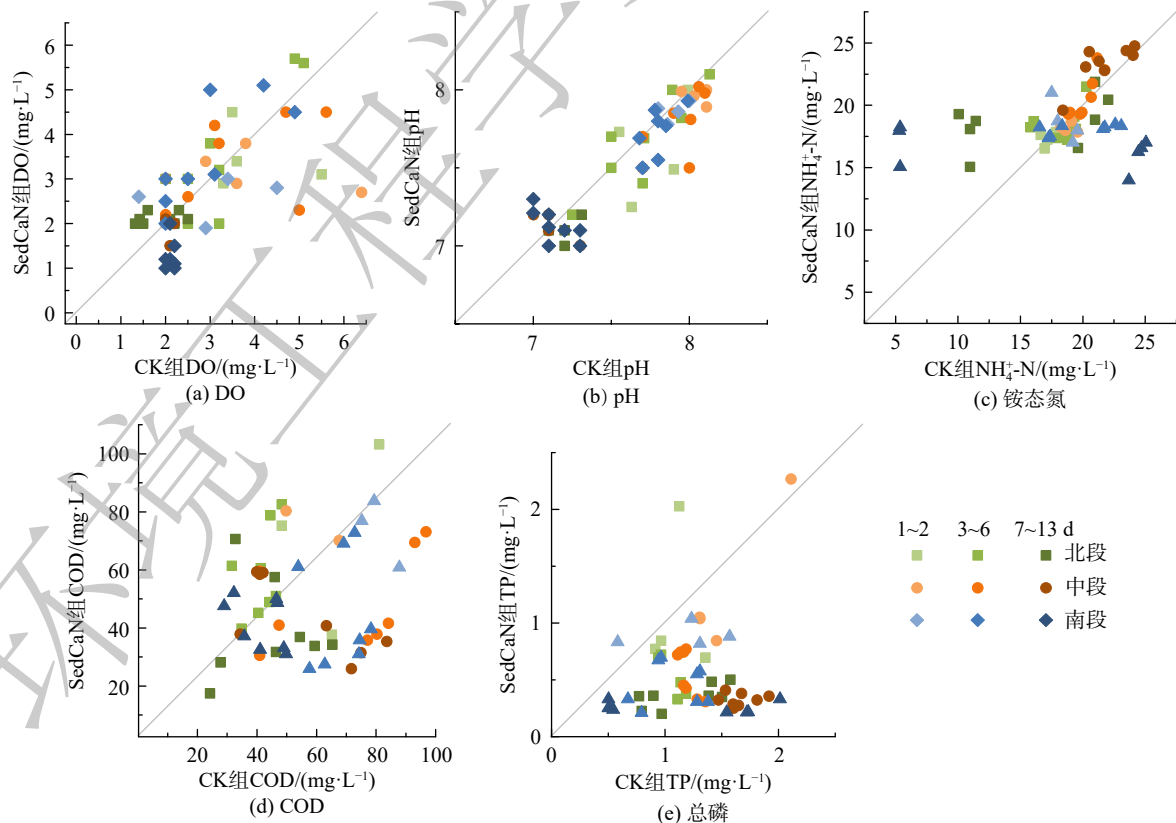 SedCaN组DO/(mg·L⁻¹)
6
5
4
3
2
1
0
0 1 2 3 4 5 6
CK组DO/(mg·L⁻¹)
(a) DO
SedCaN组pH
8
7
7 8
CK组pH
(b) pH
SedCaN组NH₄⁺-N/(mg·L⁻¹)
25
20
15
10
5
5 10 15 20 25
CK组NH₄⁺-N/(mg·L⁻¹)
(c) 铵态氮
SedCaN组COD/(mg·L⁻¹)
100
80
60
40
20
20 40 60 80 100
CK组COD/(mg·L⁻¹)
(d) COD
SedCaN组TP/(mg·L⁻¹)
2
1
0
0 1 2
CK组TP/(mg·L⁻¹)
(e) 总磷
1~2 3~6 7~13 d
北段
中段
南段
环境工程学